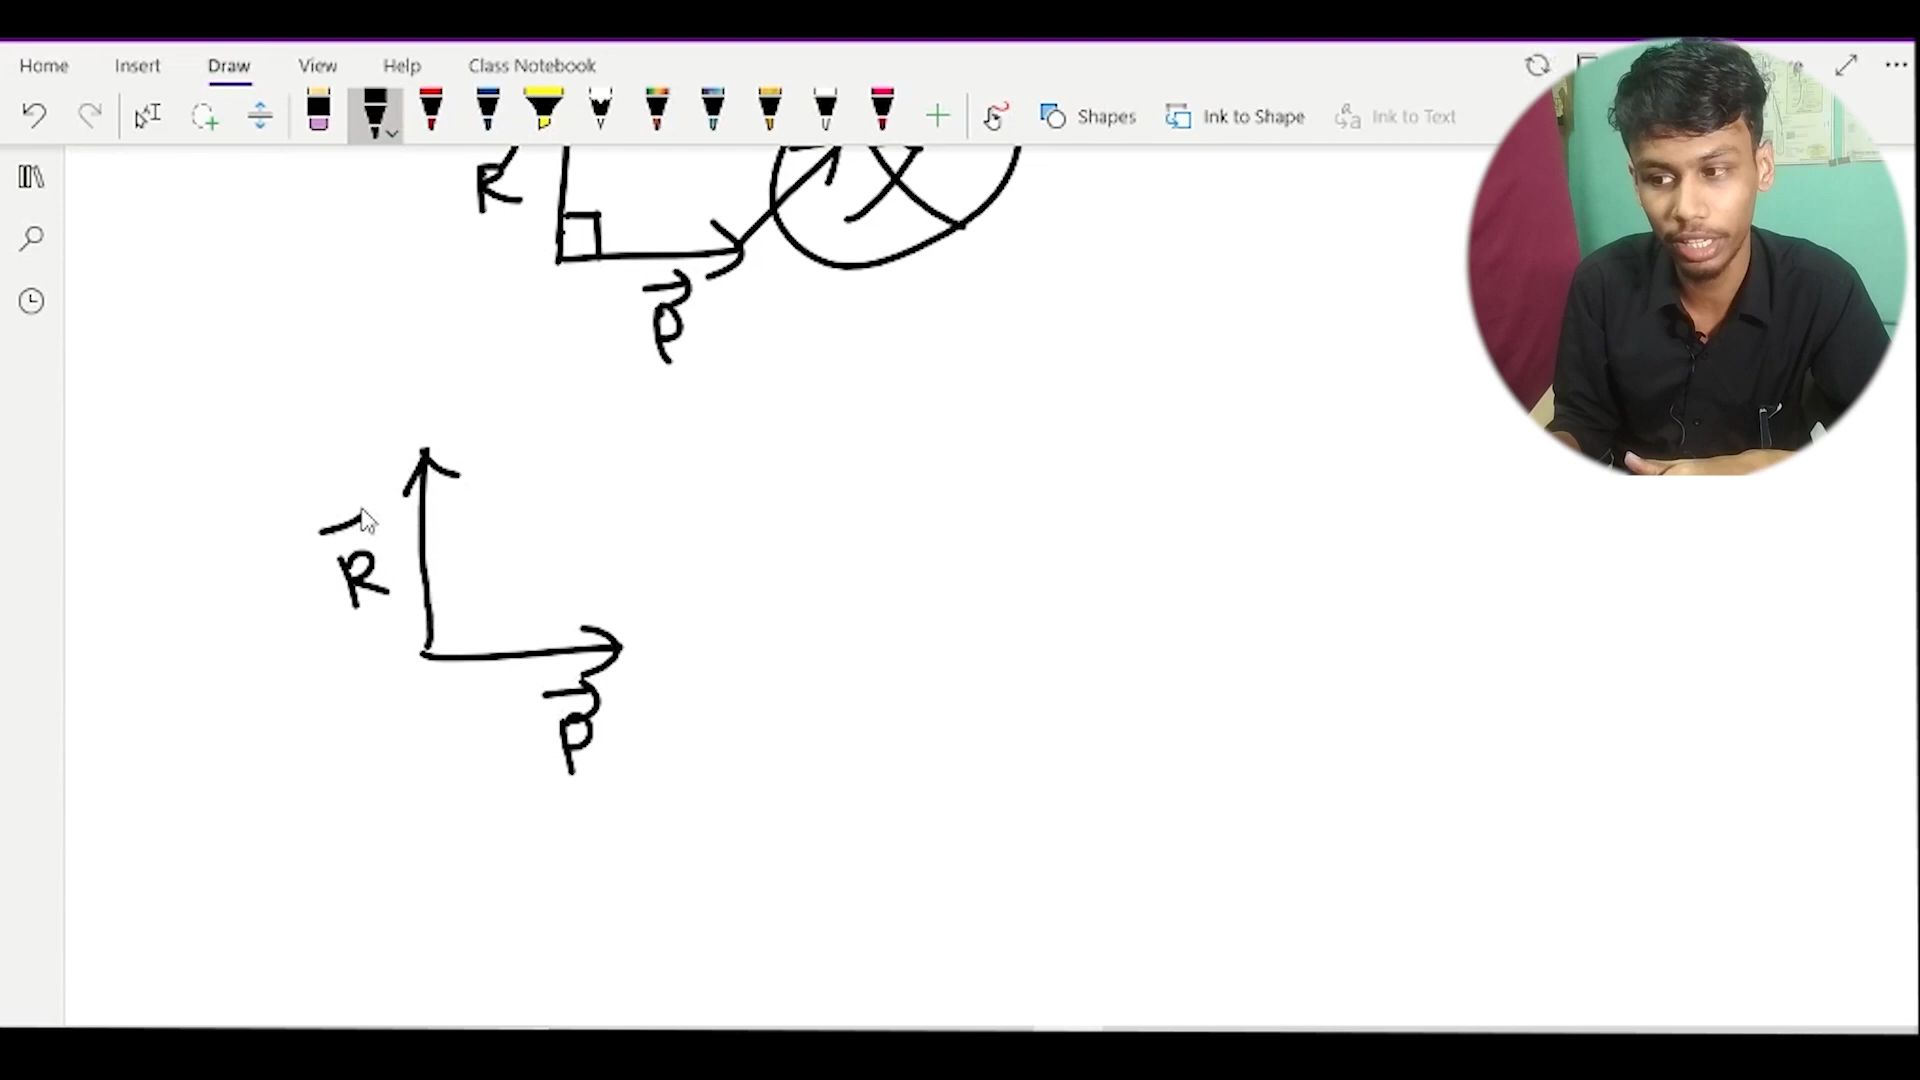 Home Insert Draw View Help Class Notebook
Shapes Ink to Shape Ink to Text
R
P
R
P